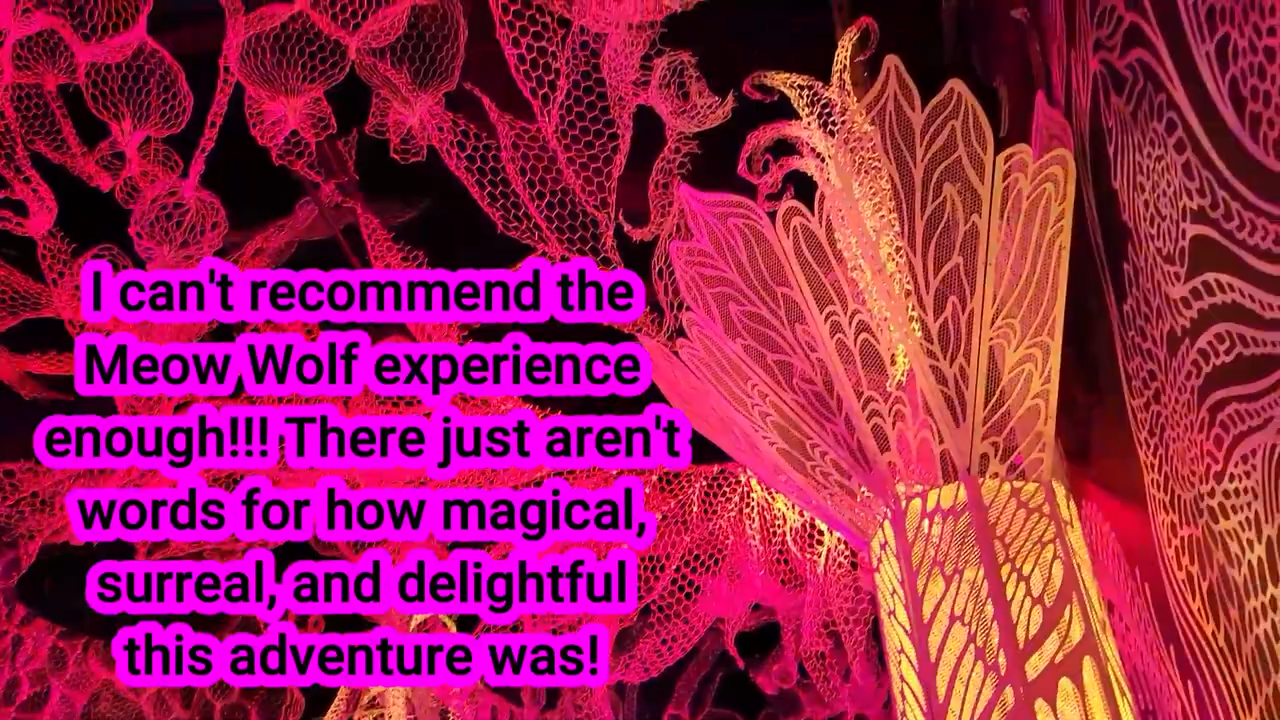 I can't recommend the
Meow Wolf experience
enough!!! There just aren't
words for how magical,
surreal, and delightful
this adventure was!